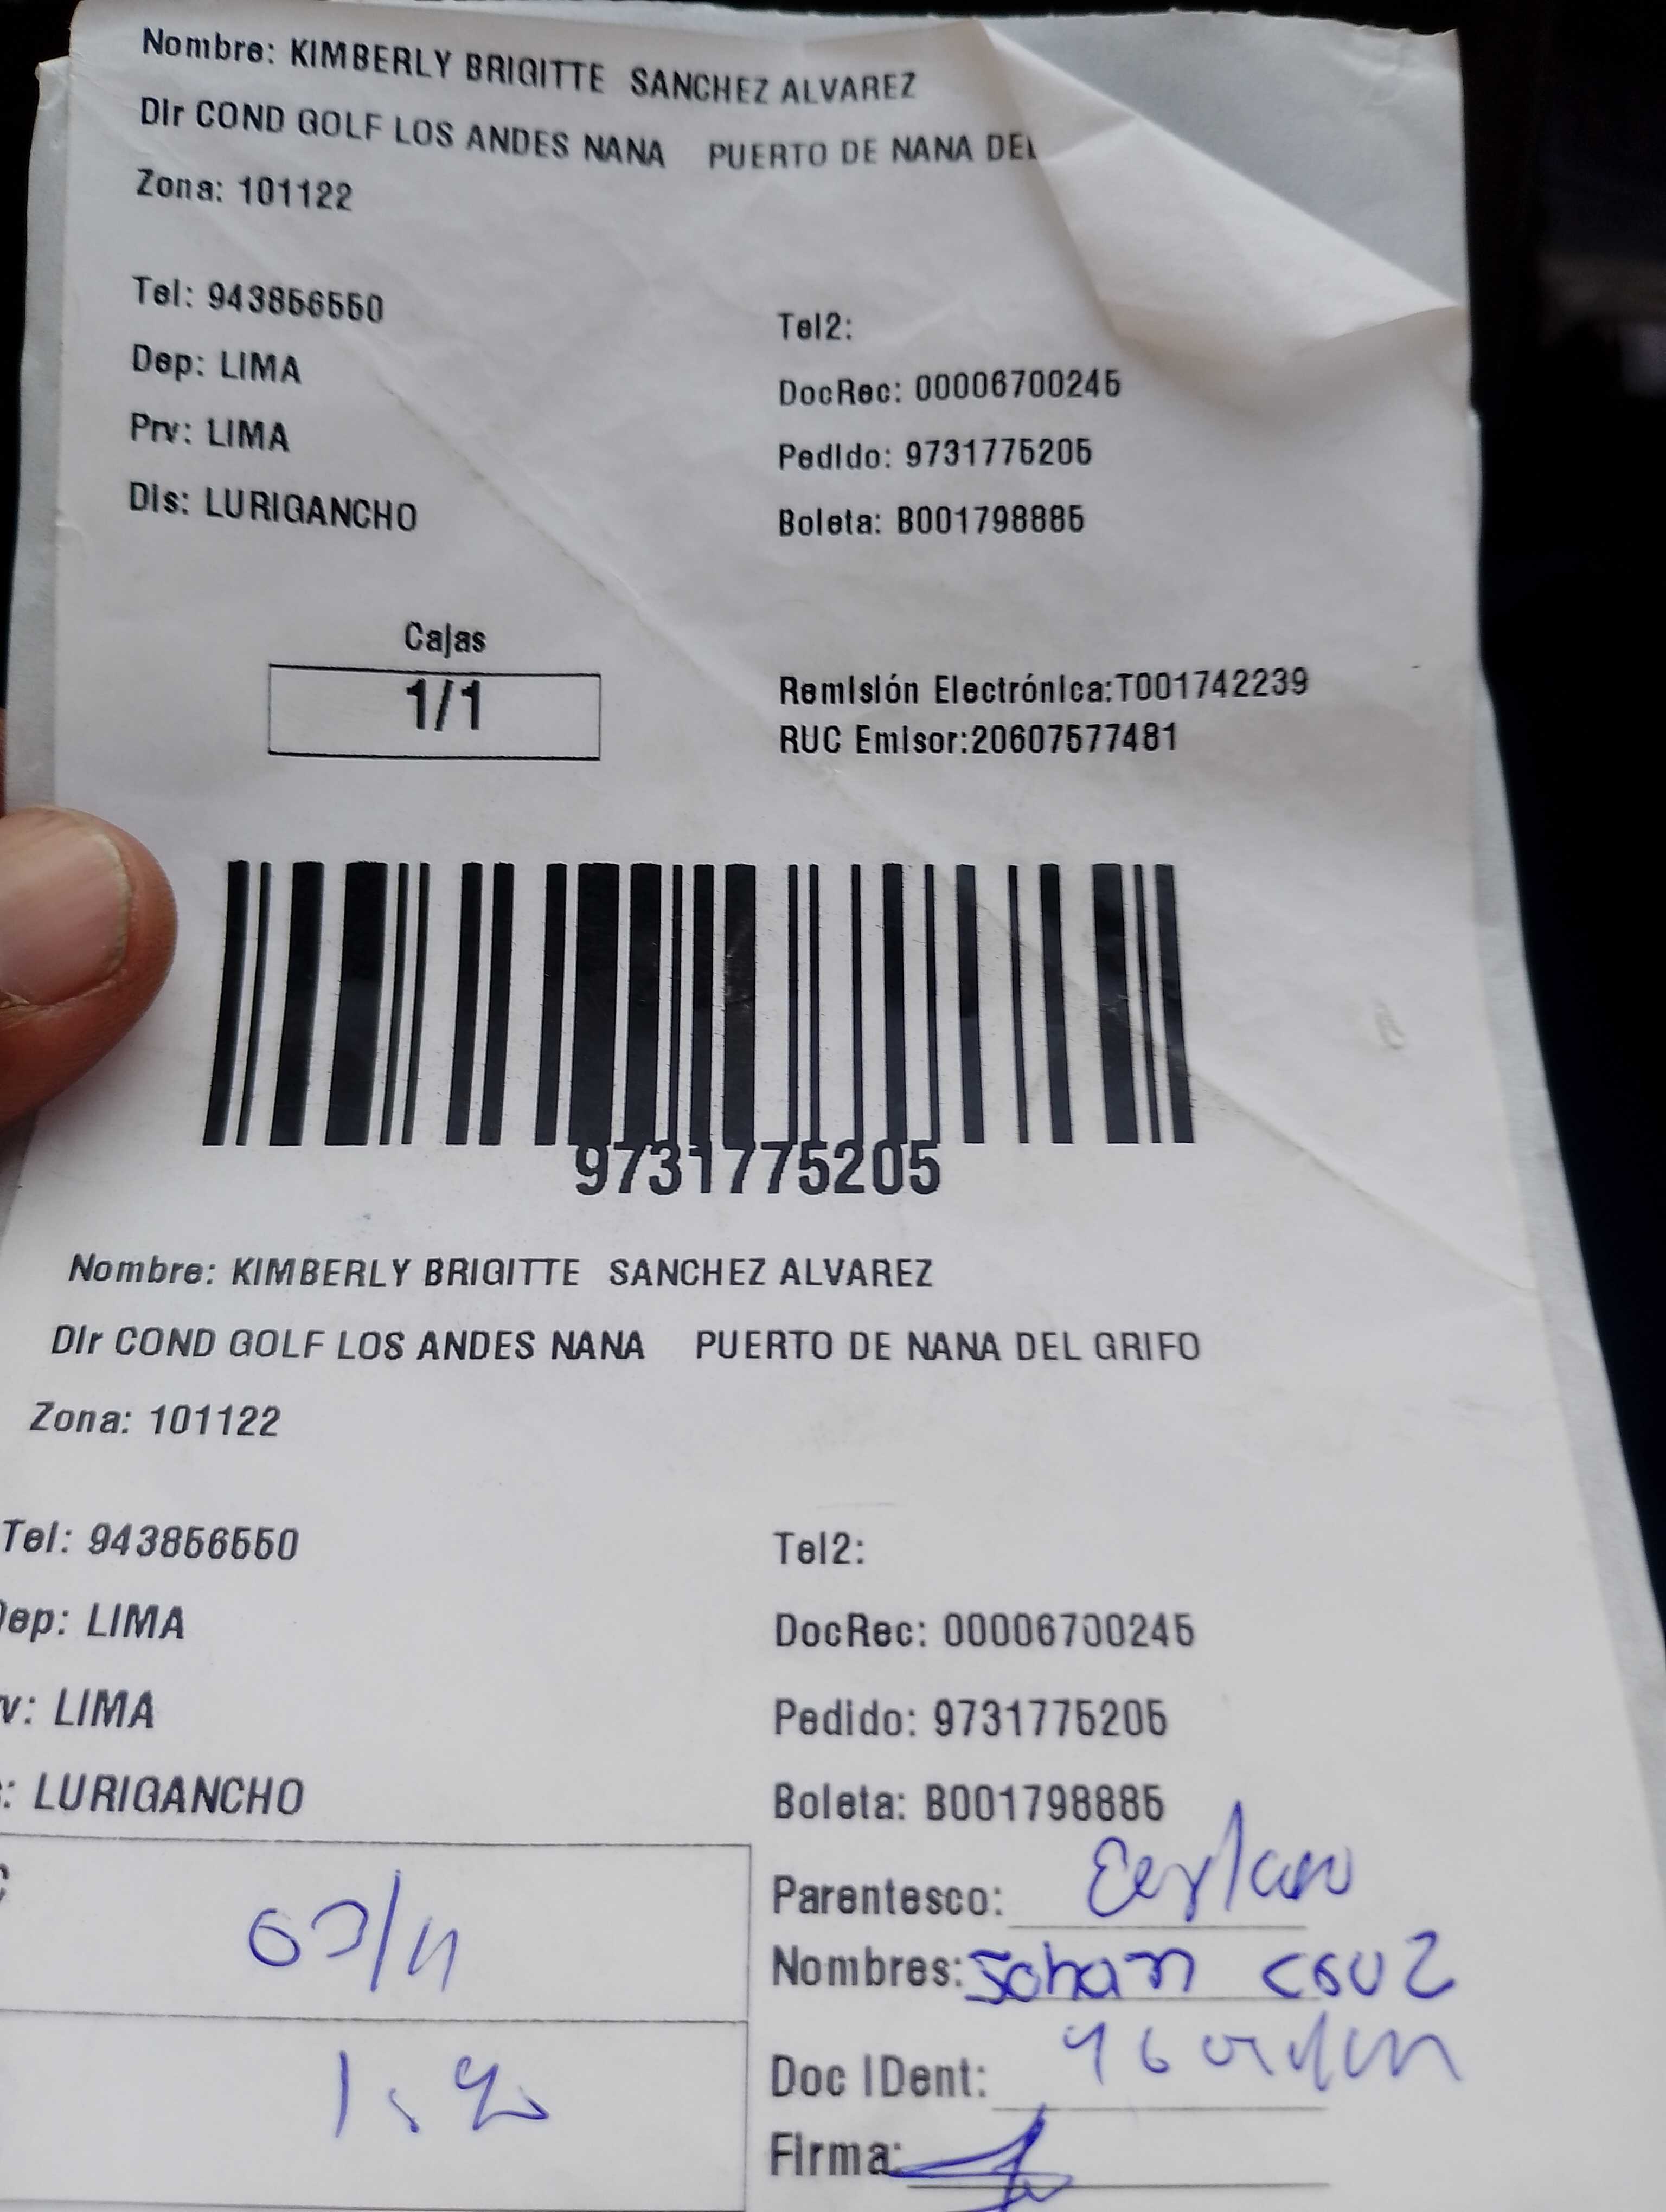 Nombre: KIMBERLY BRIGITTE SANCHEZ ALVAREZ
Dir COND GOLF LOS ANDES NANA PUERTO DE NANA DEL
Zona: 101122
Tel: 943856550 Tel2:
Dep: LIMA DocRec: 00006700245
Prv: LIMA Pedido: 9731775205
Dis: LURIGANCHO Boleta: B001798885
Cajas
1/1
Remisión Electrónica:T001742239
RUC Emisor:20607577481
9731775205
Nombre: KIMBERLY BRIGITTE SANCHEZ ALVAREZ
Dir COND GOLF LOS ANDES NANA PUERTO DE NANA DEL GRIFO
Zona: 101122
Tel: 943856550 Tel2:
Dep: LIMA DocRec: 00006700245
v: LIMA Pedido: 9731775205
: LURIGANCHO Boleta: B001798885
Parentesco:
Nombres: Johan
Doc IDent:
Firma: